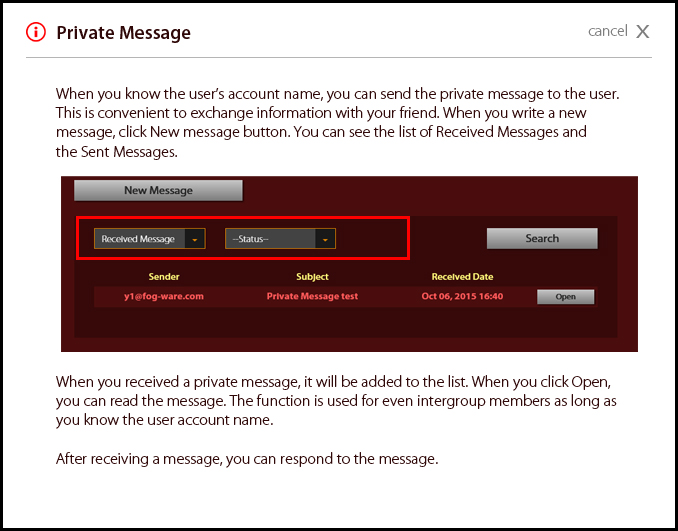 Private Message
cancel X
When you know the user's account name, you can send the private message to the user.
This is convenient to exchange information with your friend. When you write a new
message, click New message button. You can see the list of Received Messages and
the Sent Messages.
New Message
Received Message --Status-- Search
Sender Subject Received Date
y1@fog-ware.com Private Message test Oct 06, 2015 16:40 Open
When you received a private message, it will be added to the list. When you click Open,
you can read the message. The function is used for even intergroup members as long as
you know the user account name.
After receiving a message, you can respond to the message.